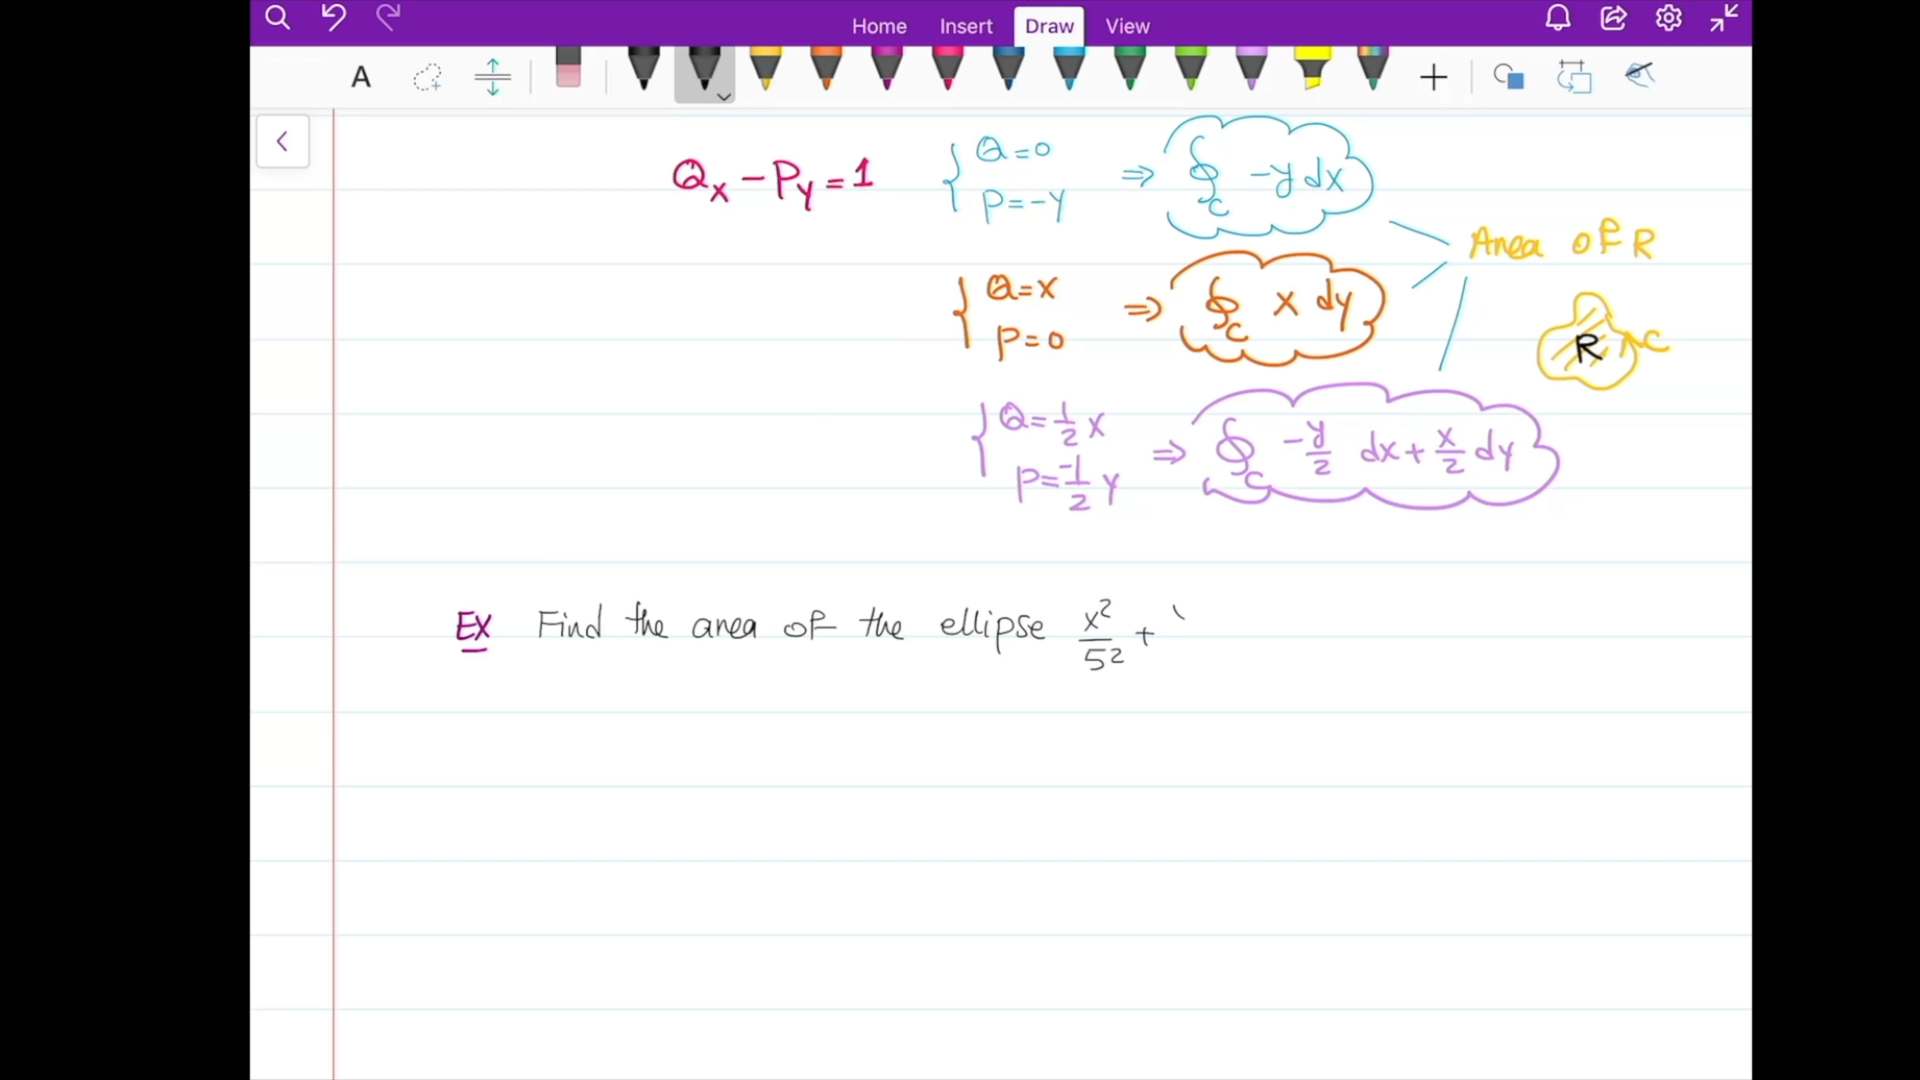 Home Insert Draw View
A
Qx - Py = 1
{ Q=0
P=-y
⇒ ∮C -y dx
Area of R
{ Q=x
P=0
⇒ ∮C x dy
R C
{ Q=1/2 x
P=-1/2 y
⇒ ∮C -y/2 dx + x/2 dy
Ex Find the area of the ellipse x²/5² +